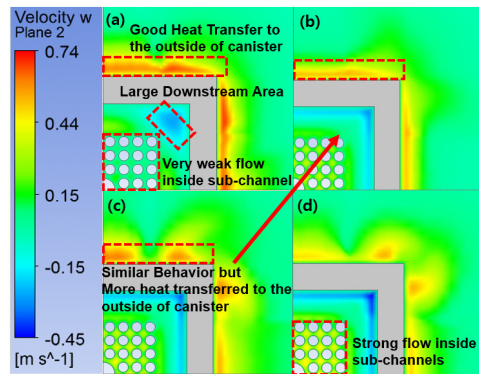 Velocity w
Plane 2
0.74
0.44
0.15
-0.15
-0.45
[m s^-1]
(a)
Good Heat Transfer to
the outside of canister
Large Downstream Area
Very weak flow
inside sub-channel
(b)
(c)
Similar Behavior but
More heat transferred to the
outside of canister
(d)
Strong flow inside
sub-channels